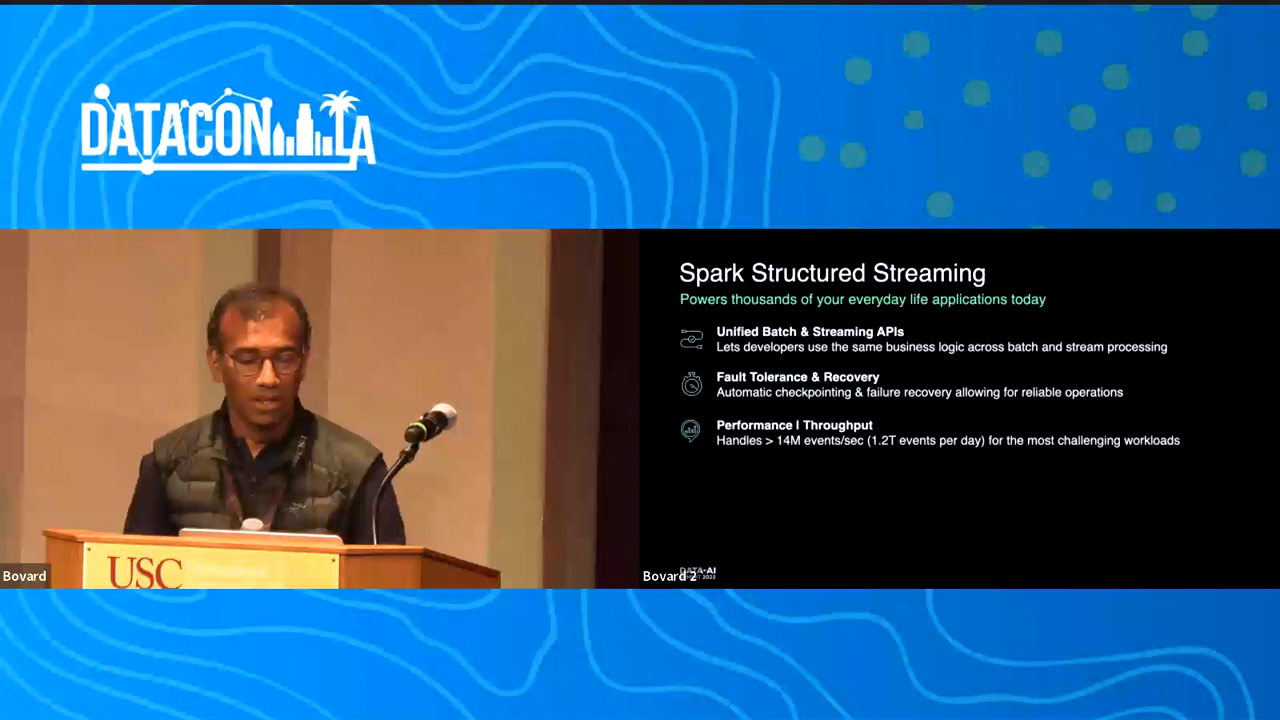 DATACON LA
Spark Structured Streaming
Powers thousands of your everyday life applications today
Unified Batch & Streaming APIs
Lets developers use the same business logic across batch and stream processing
Fault Tolerance & Recovery
Automatic checkpointing & failure recovery allowing for reliable operations
Performance | Throughput
Handles > 14M events/sec (1.2T events per day) for the most challenging workloads
USC
Bovard
Bovard 2
DATA+AI
2022